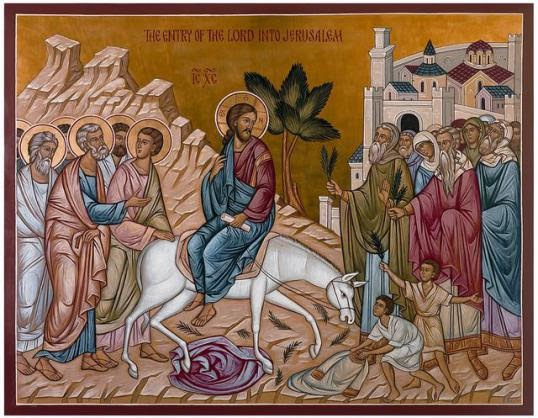 THE ENTRY OF THE LORD INTO JERUSALEM
IC XC